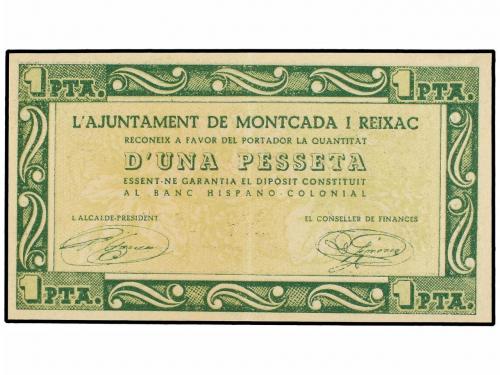 1 PTA. 1 PTA.
L'AJUNTAMENT DE MONTCADA I REIXAC
RECONEIX A FAVOR DEL PORTADOR LA QUANTITAT
D'UNA PESSETA
ESSENT-NE GARANTIA EL DIPÒSIT CONSTITUIT
AL BANC HISPANO-COLONIAL
L'ALCALDE-PRESIDENT EL CONSELLER DE FINANCES
1 PTA. 1 PTA.